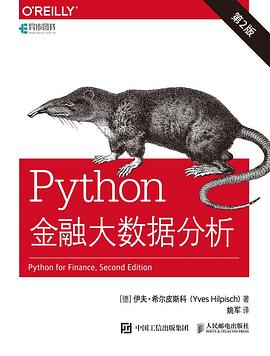 O'REILLY®
异步图书
第2版
Python
金融大数据分析
Python for Finance, Second Edition
[德] 伊夫·希尔皮斯科（Yves Hilpisch）著
姚军 译
中国工信出版集团
人民邮电出版社